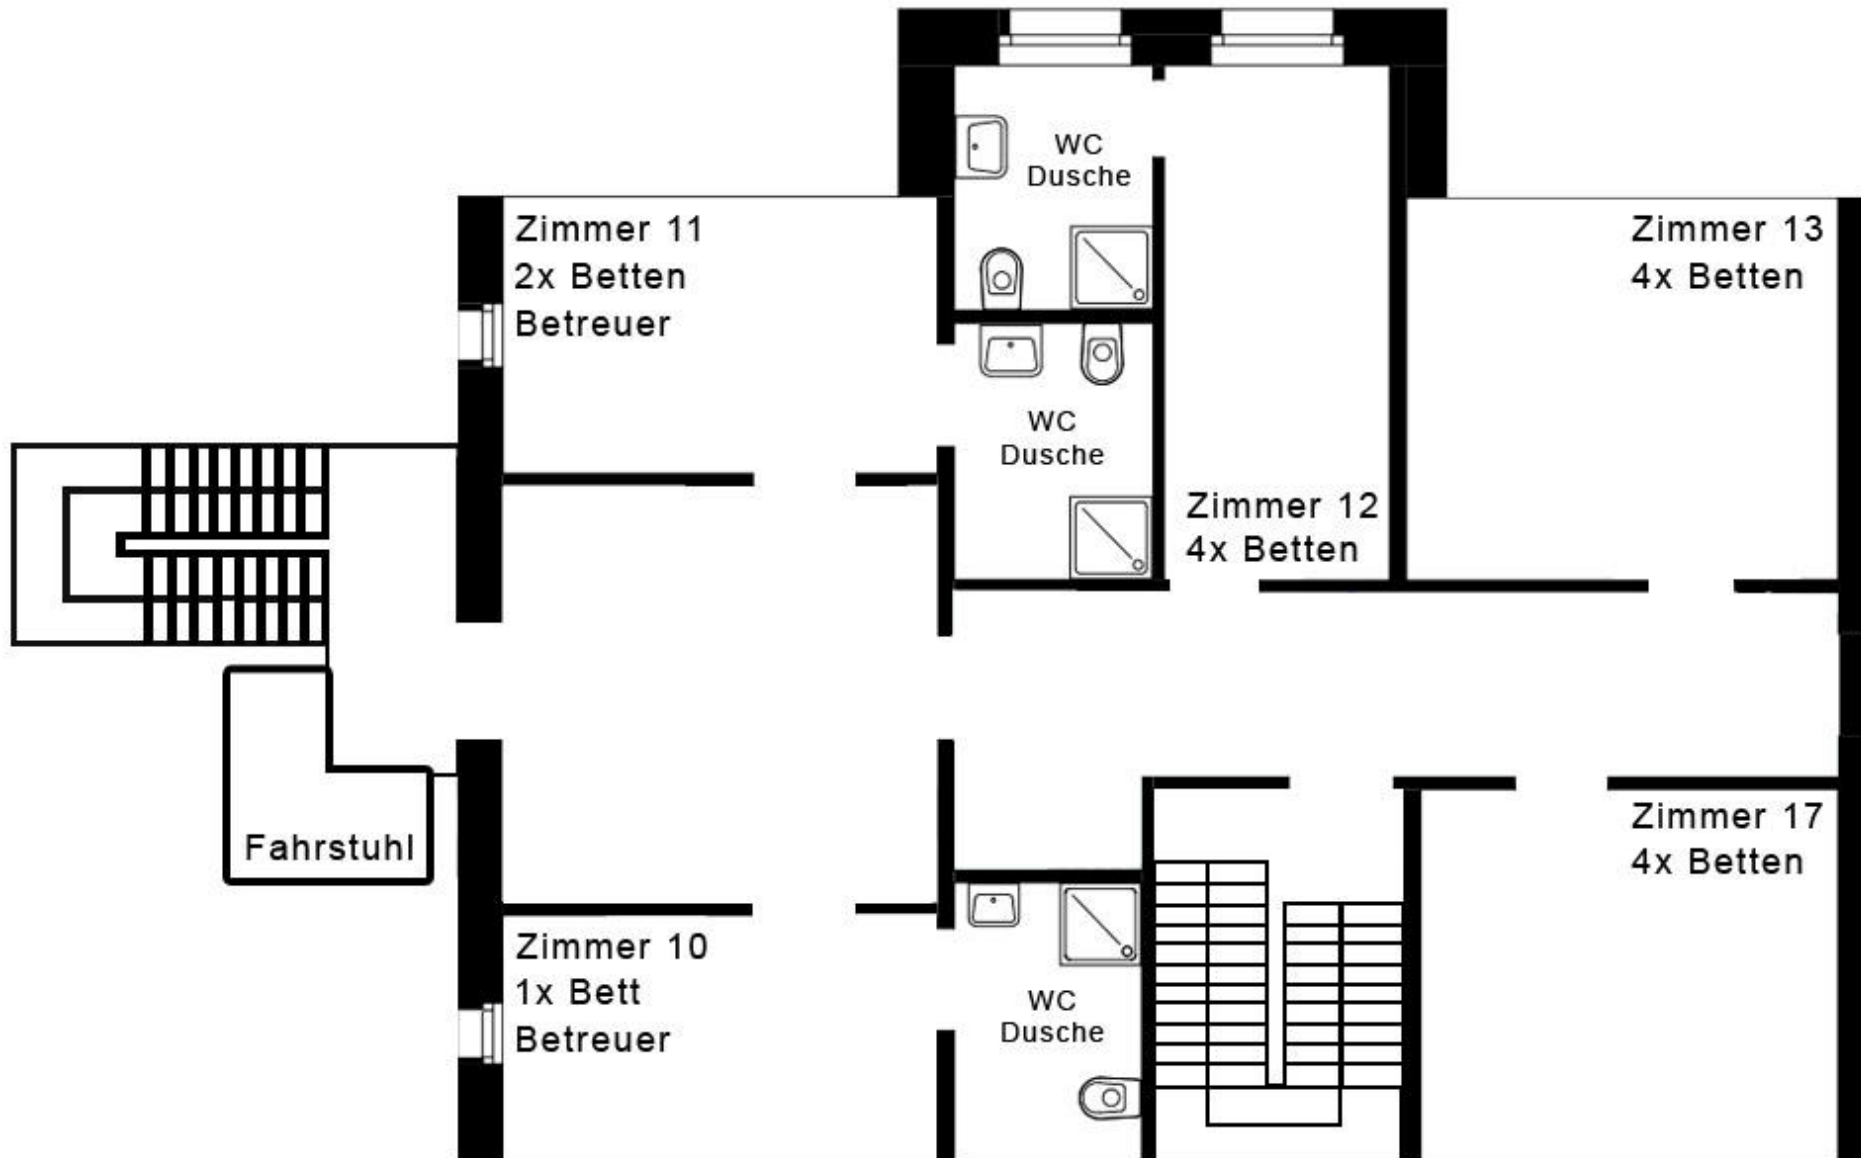 WC
Dusche
Zimmer 11
2x Betten
Betreuer
Zimmer 13
4x Betten
WC
Dusche
Zimmer 12
4x Betten
Fahrstuhl
Zimmer 17
4x Betten
Zimmer 10
1x Bett
Betreuer
WC
Dusche